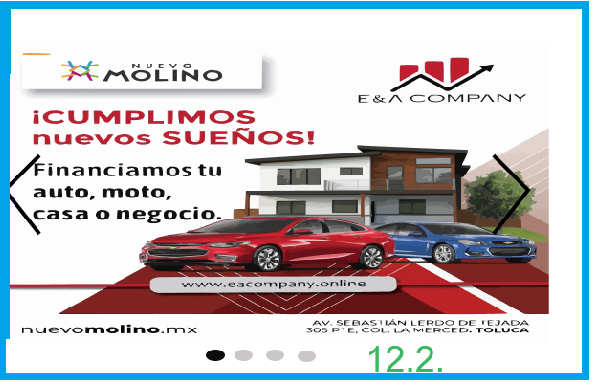 NUEVO
MOLINO
E&A COMPANY
¡CUMPLIMOS
nuevos SUEÑOS!
Financiamos tu
auto, moto,
casa o negocio.
www.eacompany.online
nuevomolino.mx
AV. SEBASTIÁN LERDO DE TEJADA
305 PTE, COL. LA MERCED. TOLUCA
12.2.